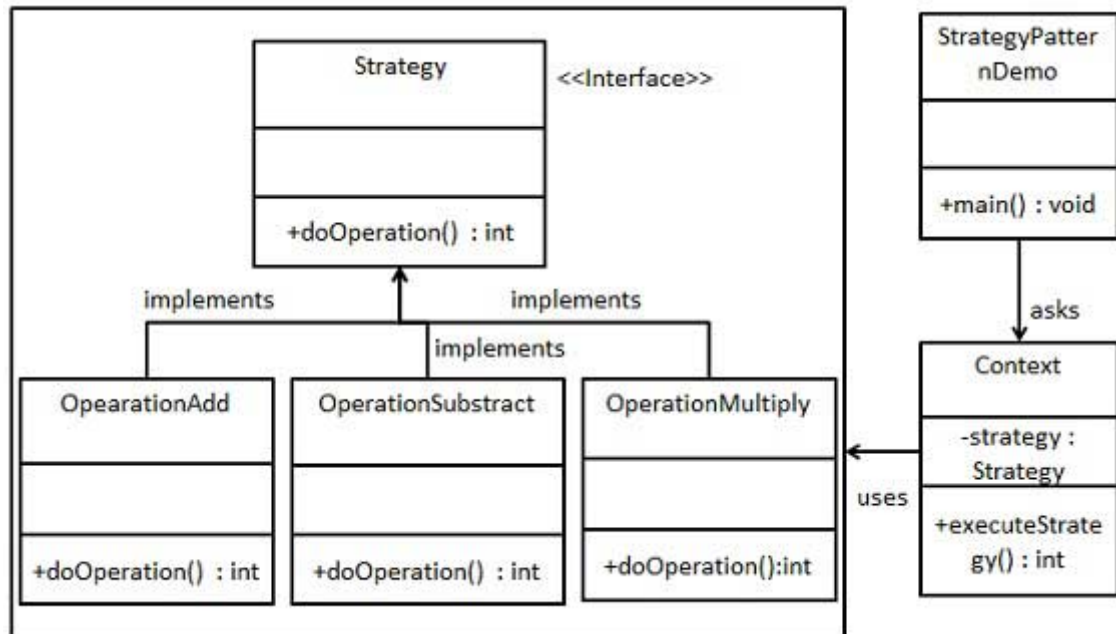 Strategy
<<Interface>>
+doOperation() : int
implements
implements
implements
OpearationAdd
+doOperation() : int
OperationSubstract
+doOperation() : int
OperationMultiply
+doOperation():int
StrategyPatter
nDemo
+main() : void
asks
Context
-strategy :
Strategy
+executeStrate
gy() : int
uses